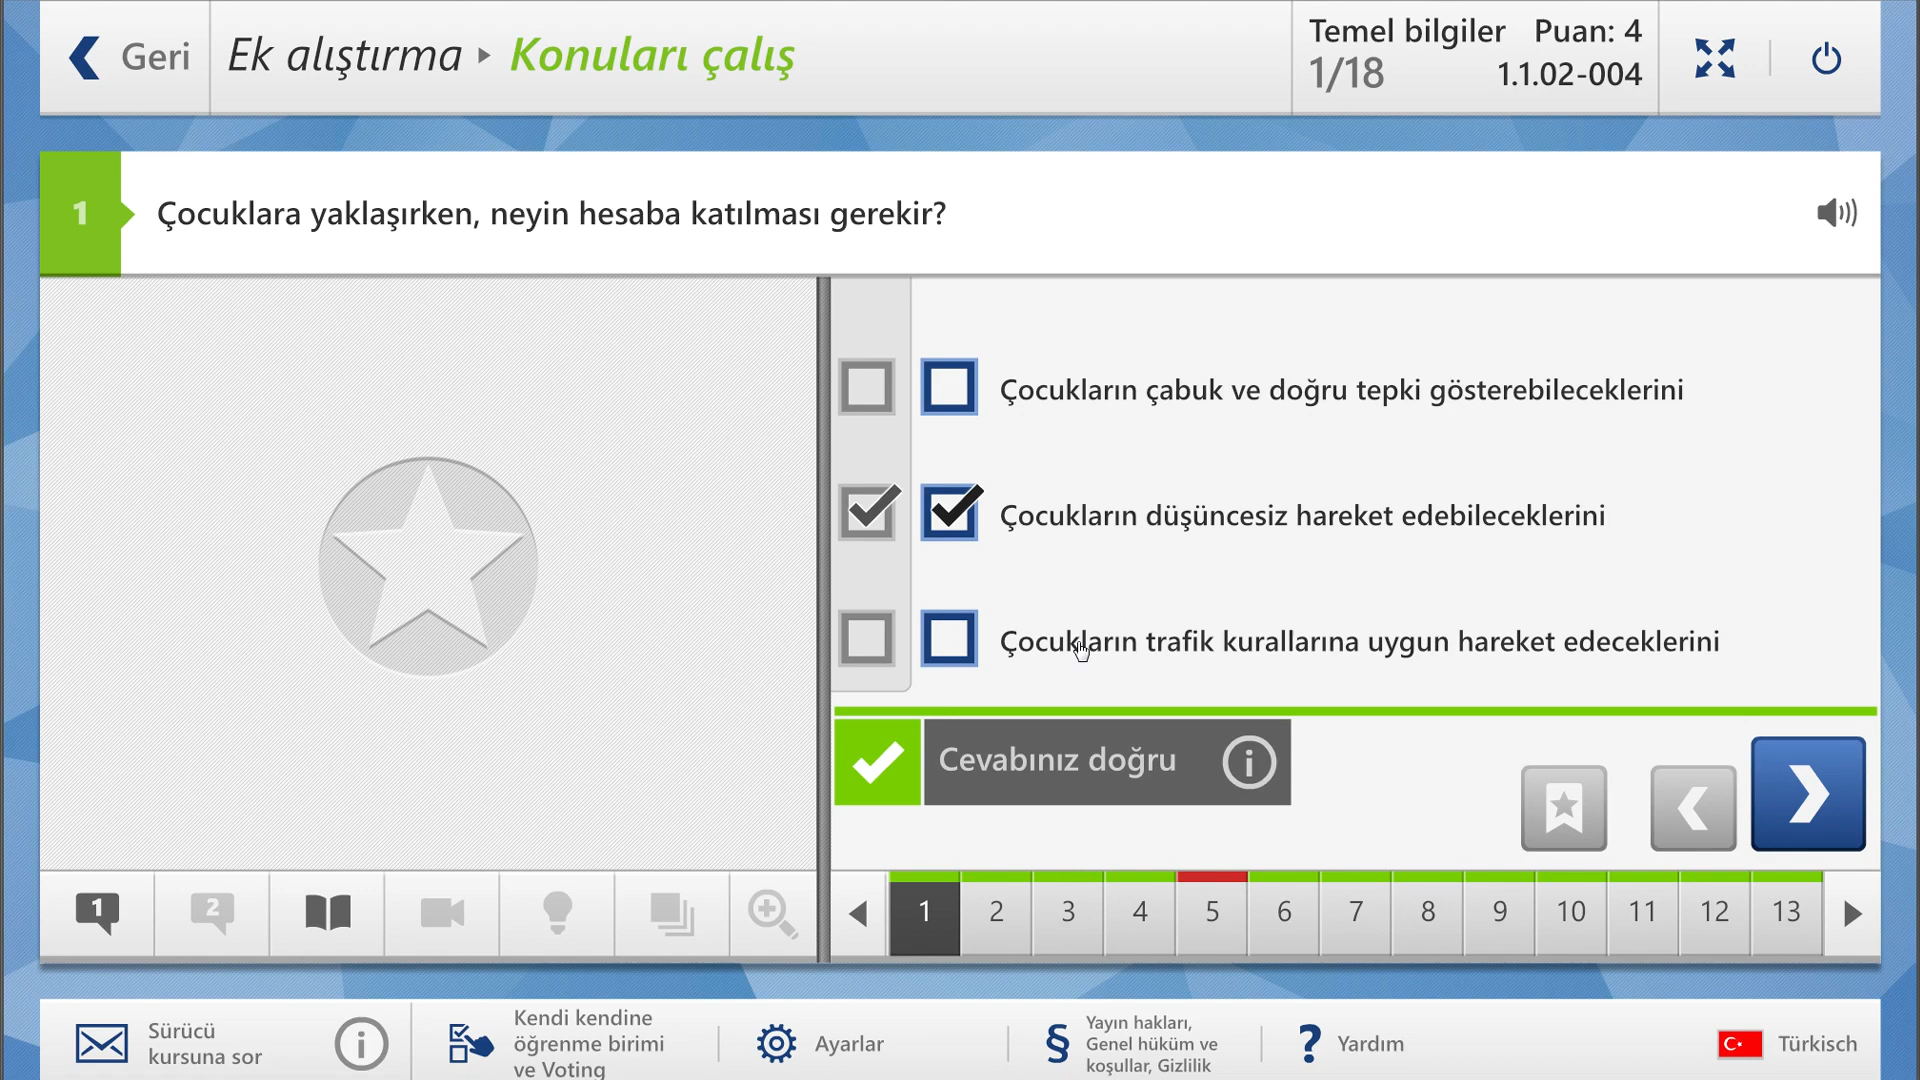 Geri
Ek alıştırma ▸ Konuları çalış
Temel bilgiler Puan: 4
1/18 1.1.02-004
1 Çocuklara yaklaşırken, neyin hesaba katılması gerekir?
Çocukların çabuk ve doğru tepki gösterebileceklerini
Çocukların düşüncesiz hareket edebileceklerini
Çocukların trafik kurallarına uygun hareket edeceklerini
Cevabınız doğru
1 2
1 2 3 4 5 6 7 8 9 10 11 12 13
Sürücü
kursuna sor
Kendi kendine
öğrenme birimi
ve Voting
Ayarlar
§ Yayın hakları,
Genel hüküm ve
koşullar, Gizlilik
? Yardım
Türkisch